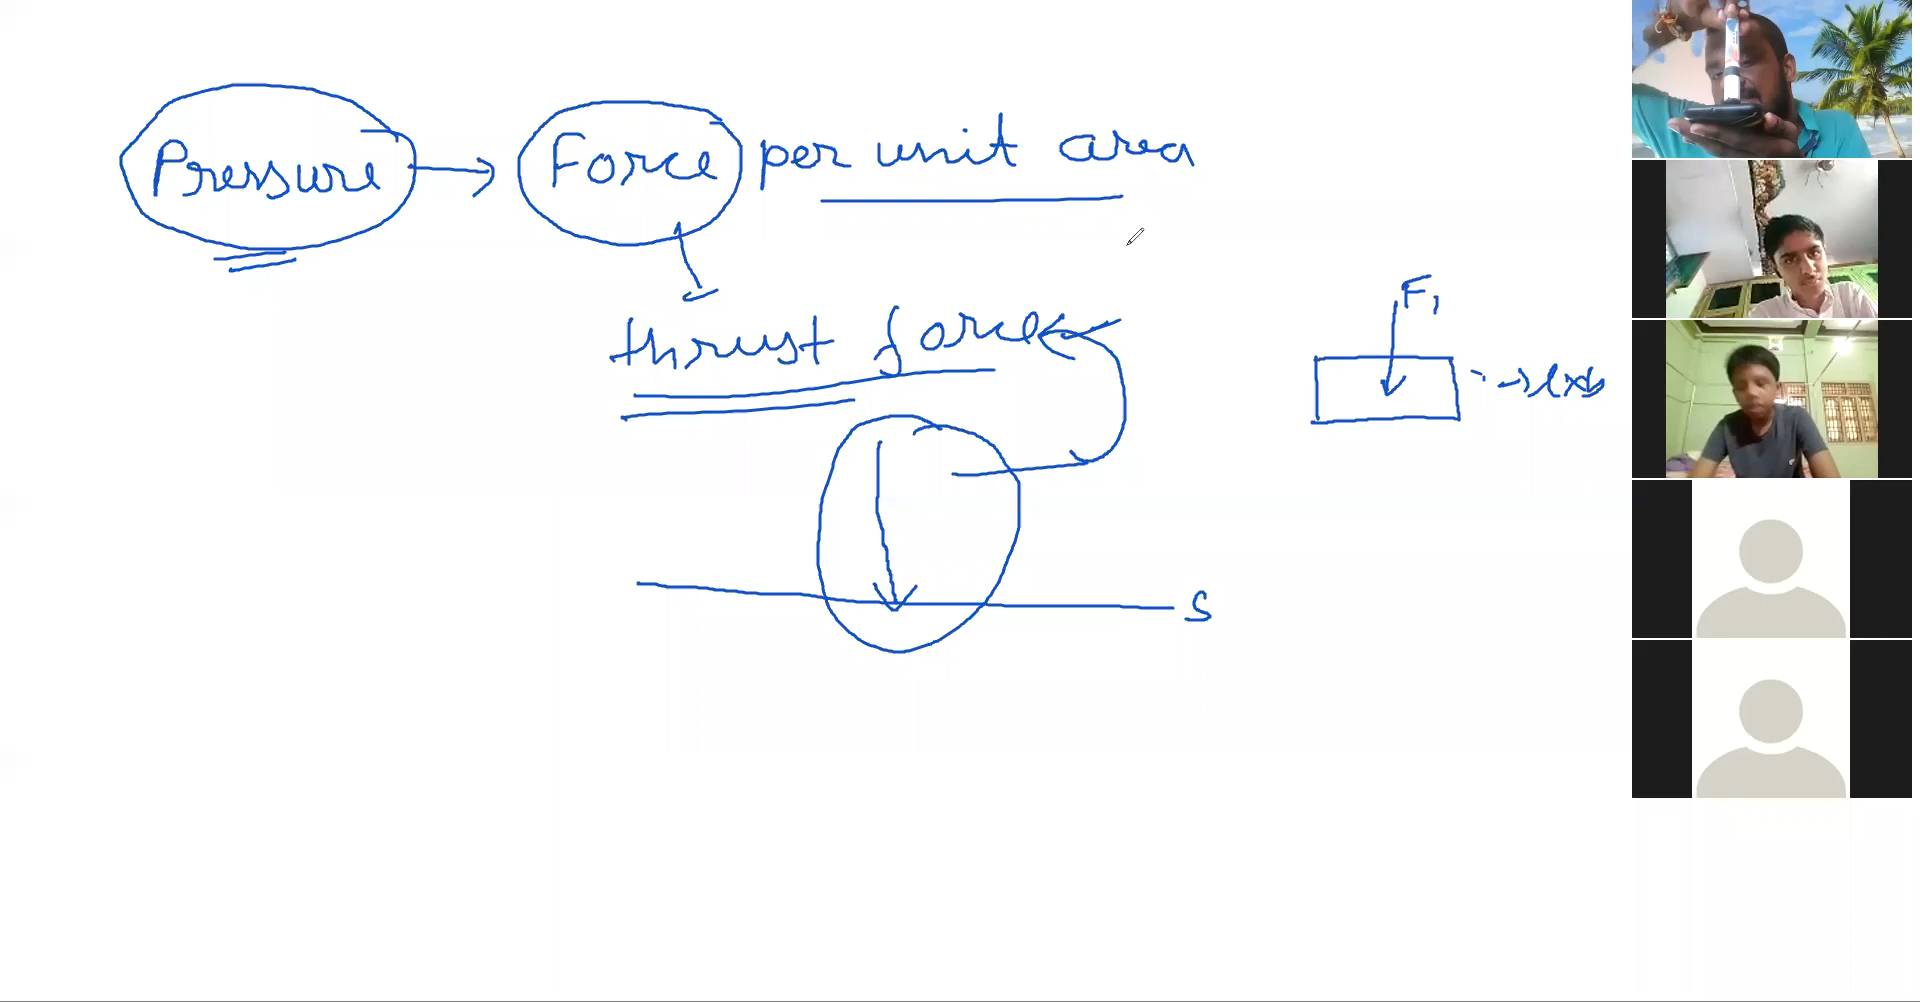 Pressure → Force per unit area
thrust force
F₁
→ l×b
S